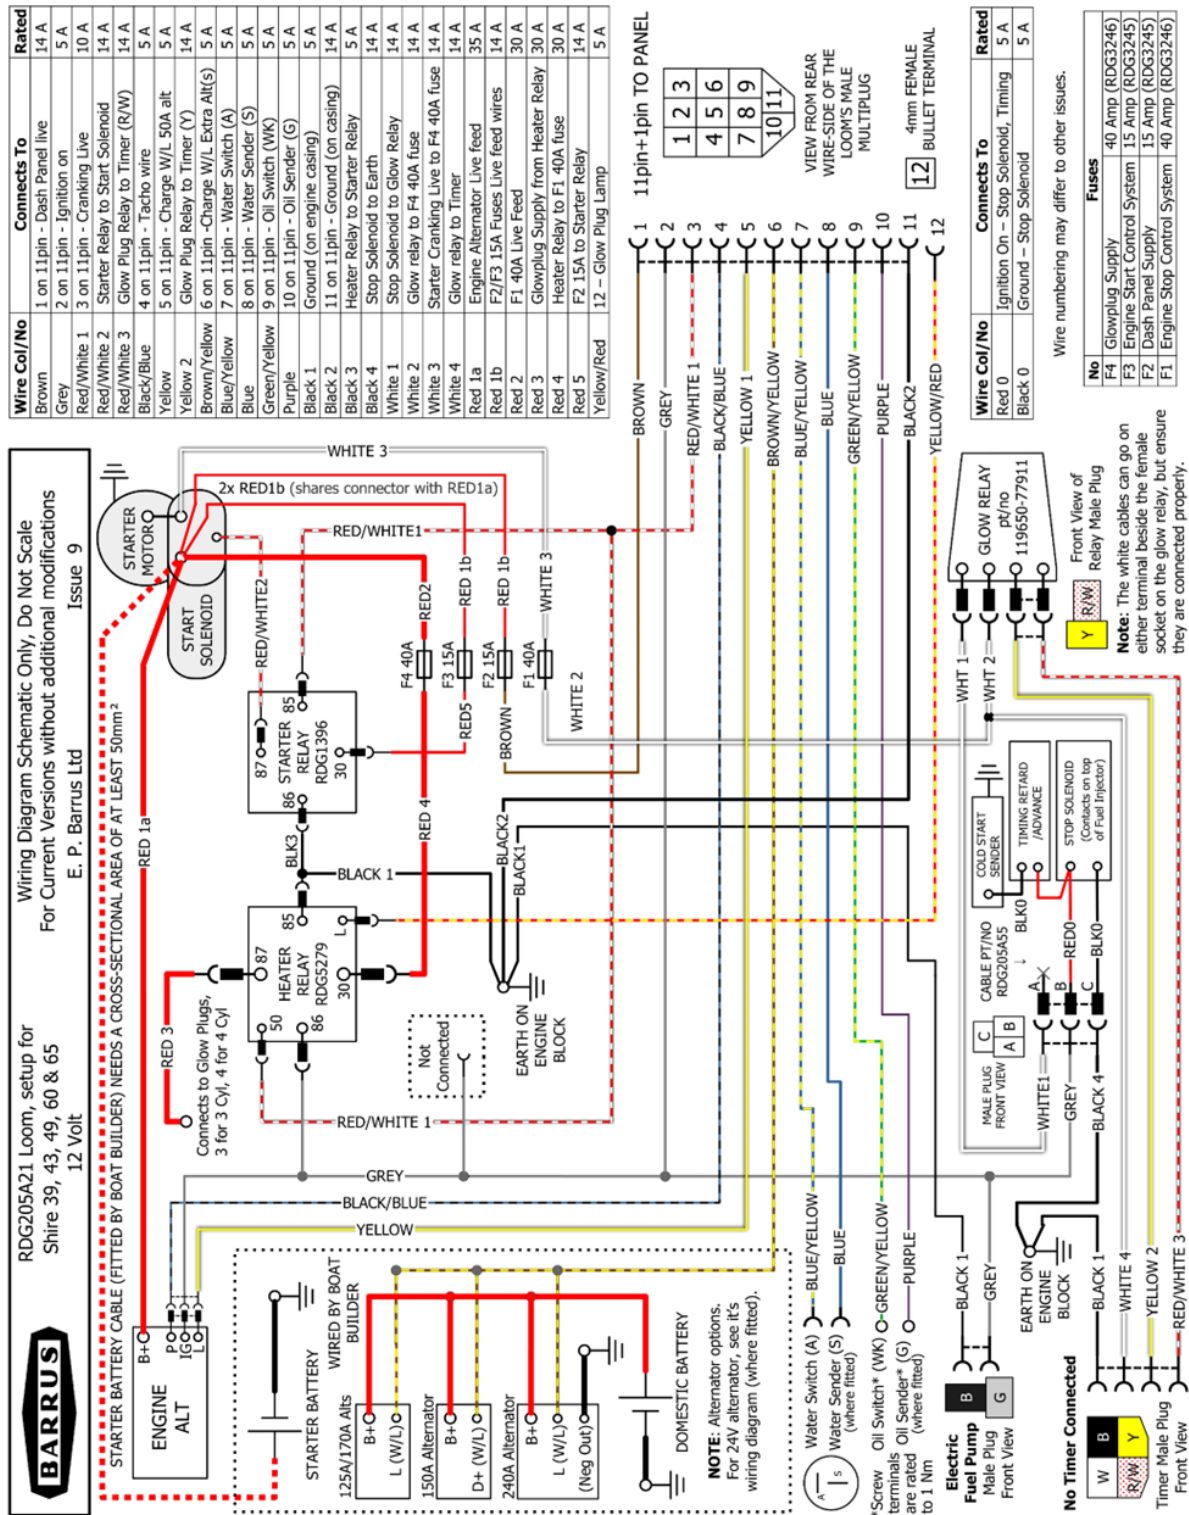 BARRUS
RDG205A21 Loom, setup for
Shire 39, 43, 49, 60 & 65
12 Volt
Wiring Diagram Schematic Only, Do Not Scale
For Current Versions without additional modifications
E. P. Barrus Ltd
Issue 9
STARTER BATTERY CABLE (FITTED BY BOAT BUILDER) NEEDS A CROSS-SECTIONAL AREA OF AT LEAST 50mm²
Wire Col/No Connects To Rated
Brown 1 on 11pin - Dash Panel live 14 A
Grey 2 on 11pin - Ignition on 5 A
Red/White 1 3 on 11pin - Cranking Live 10 A
Red/White 2 Starter Relay to Start Solenoid 14 A
Red/White 3 Glow Plug Relay to Timer (R/W) 14 A
Black/Blue 4 on 11pin - Tacho wire 5 A
Yellow 5 on 11pin - Charge W/L 50A alt 5 A
Yellow 2 Glow Plug Relay to Timer (Y) 5 A
Brown/Yellow 6 on 11pin -Charge W/L Extra Alt(s) 5 A
Blue/Yellow 7 on 11pin - Water Switch (A) 5 A
Blue 8 on 11pin - Water Sender (S) 5 A
Green/Yellow 9 on 11pin - Oil Switch (WK) 5 A
Purple 10 on 11pin - Oil Sender (G) 5 A
Black 1 Ground (on engine casing) 14 A
Black 2 11 on 11pin - Ground (on casing) 14 A
Black 3 Heater Relay to Starter Relay 5 A
Black 4 Stop Solenoid to Earth 14 A
White 1 Stop Solenoid to Glow Relay 14 A
White 2 Glow relay to F4 40A fuse 14 A
White 3 Starter Cranking Live to F4 40A fuse 14 A
White 4 Glow relay to Timer 14 A
Red 1a Engine Alternator Live feed 35 A
Red 1b F2/F3 15A Fuses Live feed wires 14 A
Red 2 F1 40A Live Feed 30 A
Red 3 Glowplug Supply from Heater Relay 30 A
Red 4 Heater Relay to F1 40A fuse 30 A
Red 5 F2 15A to Starter Relay 14 A
Yellow/Red 12 – Glow Plug Lamp 5 A
STARTER
MOTOR
START
SOLENOID
WHITE 3
2x RED1b (shares connector with RED1a)
RED/WHITE1
RED/WHITE2
RED 1a
RED2
RED 1b
RED 1b
WHITE 3
F4 40A
F3 15A
F2 15A
F1 40A
RED5
BROWN
WHITE 2
RED 4
87
85
86
30
STARTER
RELAY
RDG1396
BLK3
BLACK 1
BLACK2
BLACK1
87
85
L
30
50
86
HEATER
RELAY
RDG5279
RED 3
Connects to Glow Plugs,
3 for 3 Cyl, 4 for 4 Cyl
Not
Connected
EARTH ON
ENGINE
BLOCK
RED/WHITE 1
GREY
BLACK/BLUE
YELLOW
ENGINE
ALT
B+
P
IG
L
STARTER BATTERY
WIRED BY BOAT
BUILDER
125A/170A Alts
B+
L (W/L)
150A Alternator
B+
D+ (W/L)
240A Alternator
B+
L (W/L)
(Neg Out)
DOMESTIC BATTERY
NOTE: Alternator options.
For 24V alternator, see it's
wiring diagram (where fitted).
11pin+1pin TO PANEL
1 2 3
4 5 6
7 8 9
10 11
VIEW FROM REAR
WIRE-SIDE OF THE
LOOM'S MALE
MULTIPLUG
12
4mm FEMALE
BULLET TERMINAL
1
2
3
4
5
6
7
8
9
10
11
12
BROWN
GREY
RED/WHITE 1
BLACK/BLUE
YELLOW 1
BROWN/YELLOW
BLUE/YELLOW
BLUE
GREEN/YELLOW
PURPLE
BLACK2
YELLOW/RED
Wire Col/No Connects To Rated
Red 0 Ignition On – Stop Solenoid, Timing 5 A
Black 0 Ground – Stop Solenoid 5 A
Wire numbering may differ to other issues.
No Fuses
F4 Glowplug Supply 40 Amp (RDG3246)
F3 Engine Start Control System 15 Amp (RDG3245)
F2 Dash Panel Supply 15 Amp (RDG3245)
F1 Engine Stop Control System 40 Amp (RDG3246)
GLOW RELAY
pt/no
119650-77911
Y
R/W
Front View of
Relay Male Plug
Note: The white cables can go on
either terminal beside the female
socket on the glow relay, but ensure
they are connected properly.
WHT 1
WHT 2
COLD START
SENDER
TIMING RETARD
/ADVANCE
STOP SOLENOID
(Contacts on top
of Fuel Injector)
CABLE PT/NO
RDG205A55
↓
BLK0
RED0
BLK0
A
B
C
C
A B
MALE PLUG
FRONT VIEW
WHITE1
GREY
BLACK 4
BLUE/YELLOW
BLUE
GREEN/YELLOW
PURPLE
Water Switch (A)
Water Sender (S)
(where fitted)
A
S
Oil Switch* (WK)
Oil Sender* (G)
(where fitted)
*Screw
terminals
are rated
to 1 Nm
BLACK 1
GREY
B
G
Electric
Fuel Pump
Male Plug
Front View
EARTH ON
ENGINE
BLOCK
BLACK 1
WHITE 4
YELLOW 2
RED/WHITE 3
No Timer Connected
W B
R/W Y
Timer Male Plug
Front View